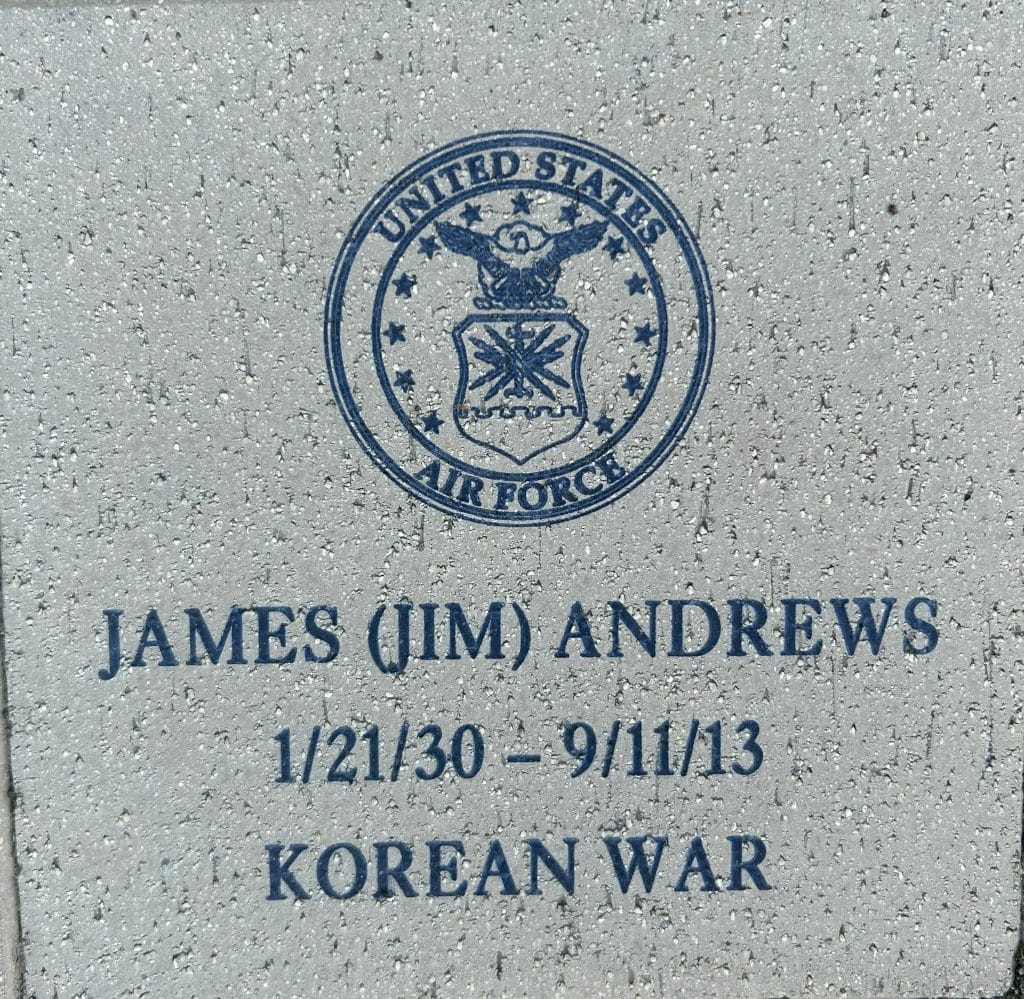 UNITED STATES
AIR FORCE
JAMES (JIM) ANDREWS
1/21/30 – 9/11/13
KOREAN WAR